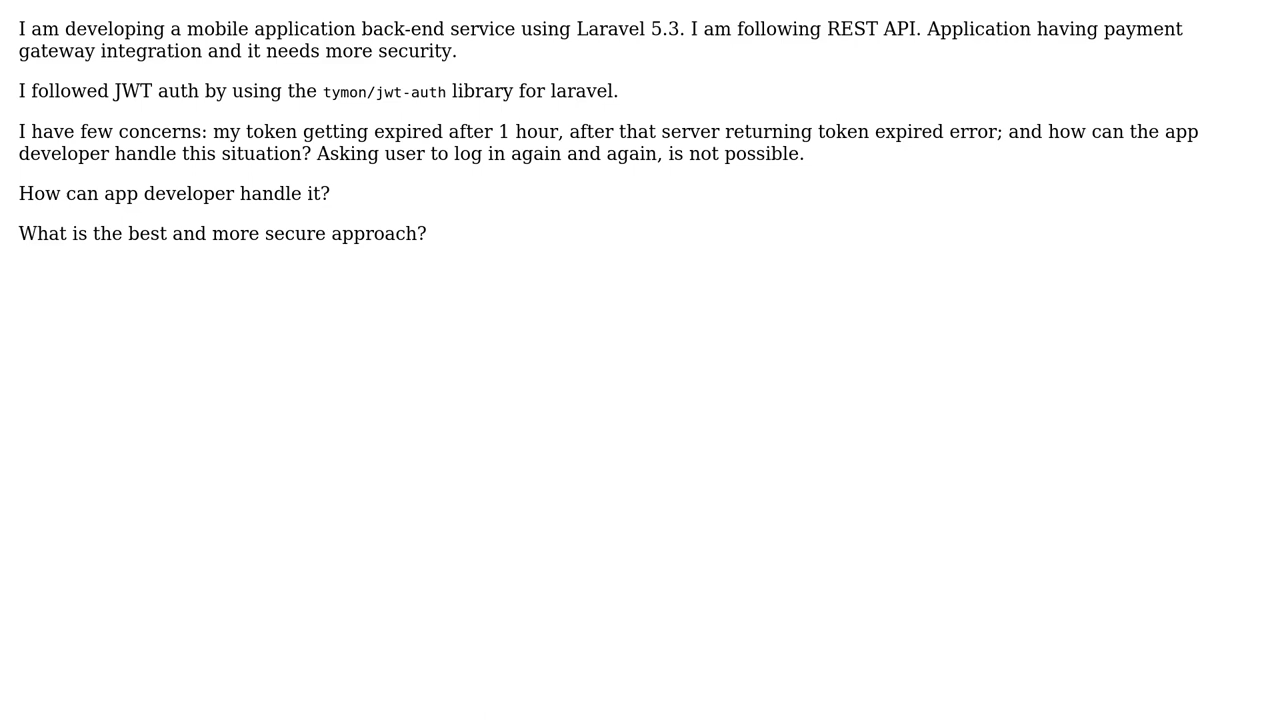 I am developing a mobile application back-end service using Laravel 5.3. I am following REST API. Application having payment
gateway integration and it needs more security.
I followed JWT auth by using the tymon/jwt-auth library for laravel.
I have few concerns: my token getting expired after 1 hour, after that server returning token expired error; and how can the app
developer handle this situation? Asking user to log in again and again, is not possible.
How can app developer handle it?
What is the best and more secure approach?